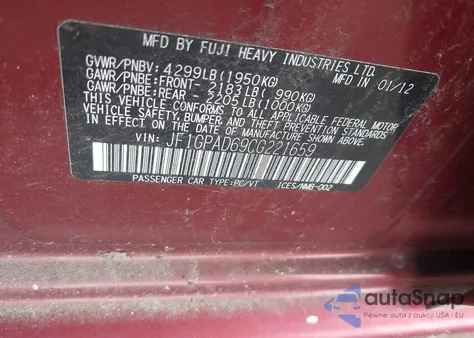 MFD BY FUJI HEAVY INDUSTRIES LTD.
GVWR/PNBV: 4299LB(1950KG) MFD IN 01/12
GAWR/PNBE:FRONT- 2183LB( 990KG)
GAWR/PNBE:REAR- 2205LB(1000KG)
THIS VEHICLE CONFORMS TO ALL APPLICABLE FEDERAL MOTOR
VEHICLE SAFETY, BUMPER, AND THEFT PREVENTION STANDARDS
IN EFFECT ON THE DATE OF MANUFACTURE SHOWN ABOVE.
VIN: JF1GPAD69CG221659
PASSENGER CAR TYPE:PC/VT ICES/NMB-002
autoSnap
Pewne auta z aukcji USA i EU